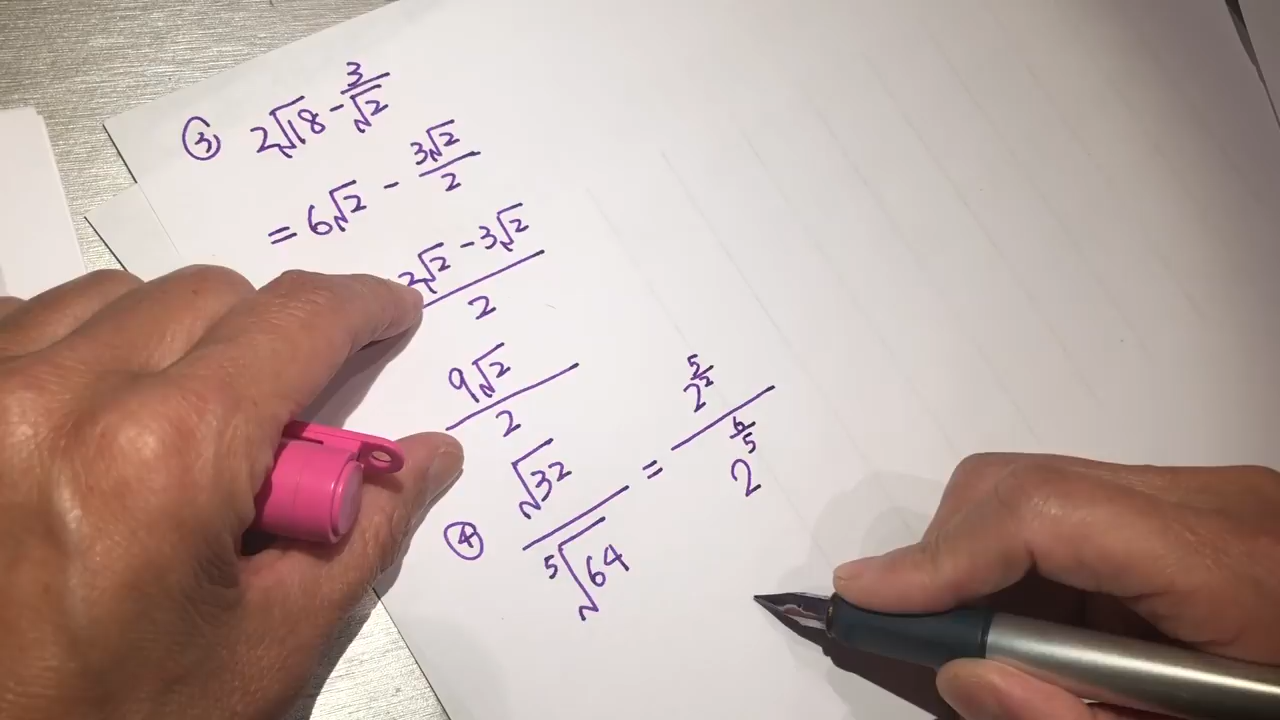 ③ 2√18 - 3/√2
= 6√2 - 3√2/2
2√2 - 3√2/2
9√2/2
④ √32/⁵√64 = 2^(5/2)/2^(6/5)